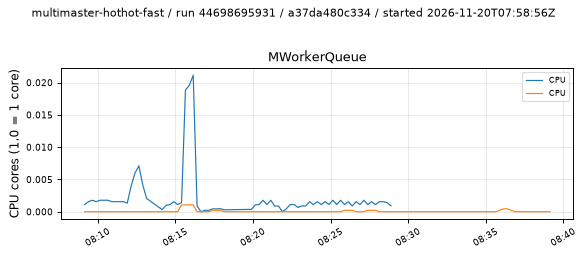 multimaster-hothot-fast / run 44698695931 / a37da480c334 / started 2026-11-20T07:58:56Z
MWorkerQueue
CPU cores (1.0 = 1 core)
0.020
0.015
0.010
0.005
0.000
CPU
CPU
08:10
08:15
08:20
08:25
08:30
08:35
08:40